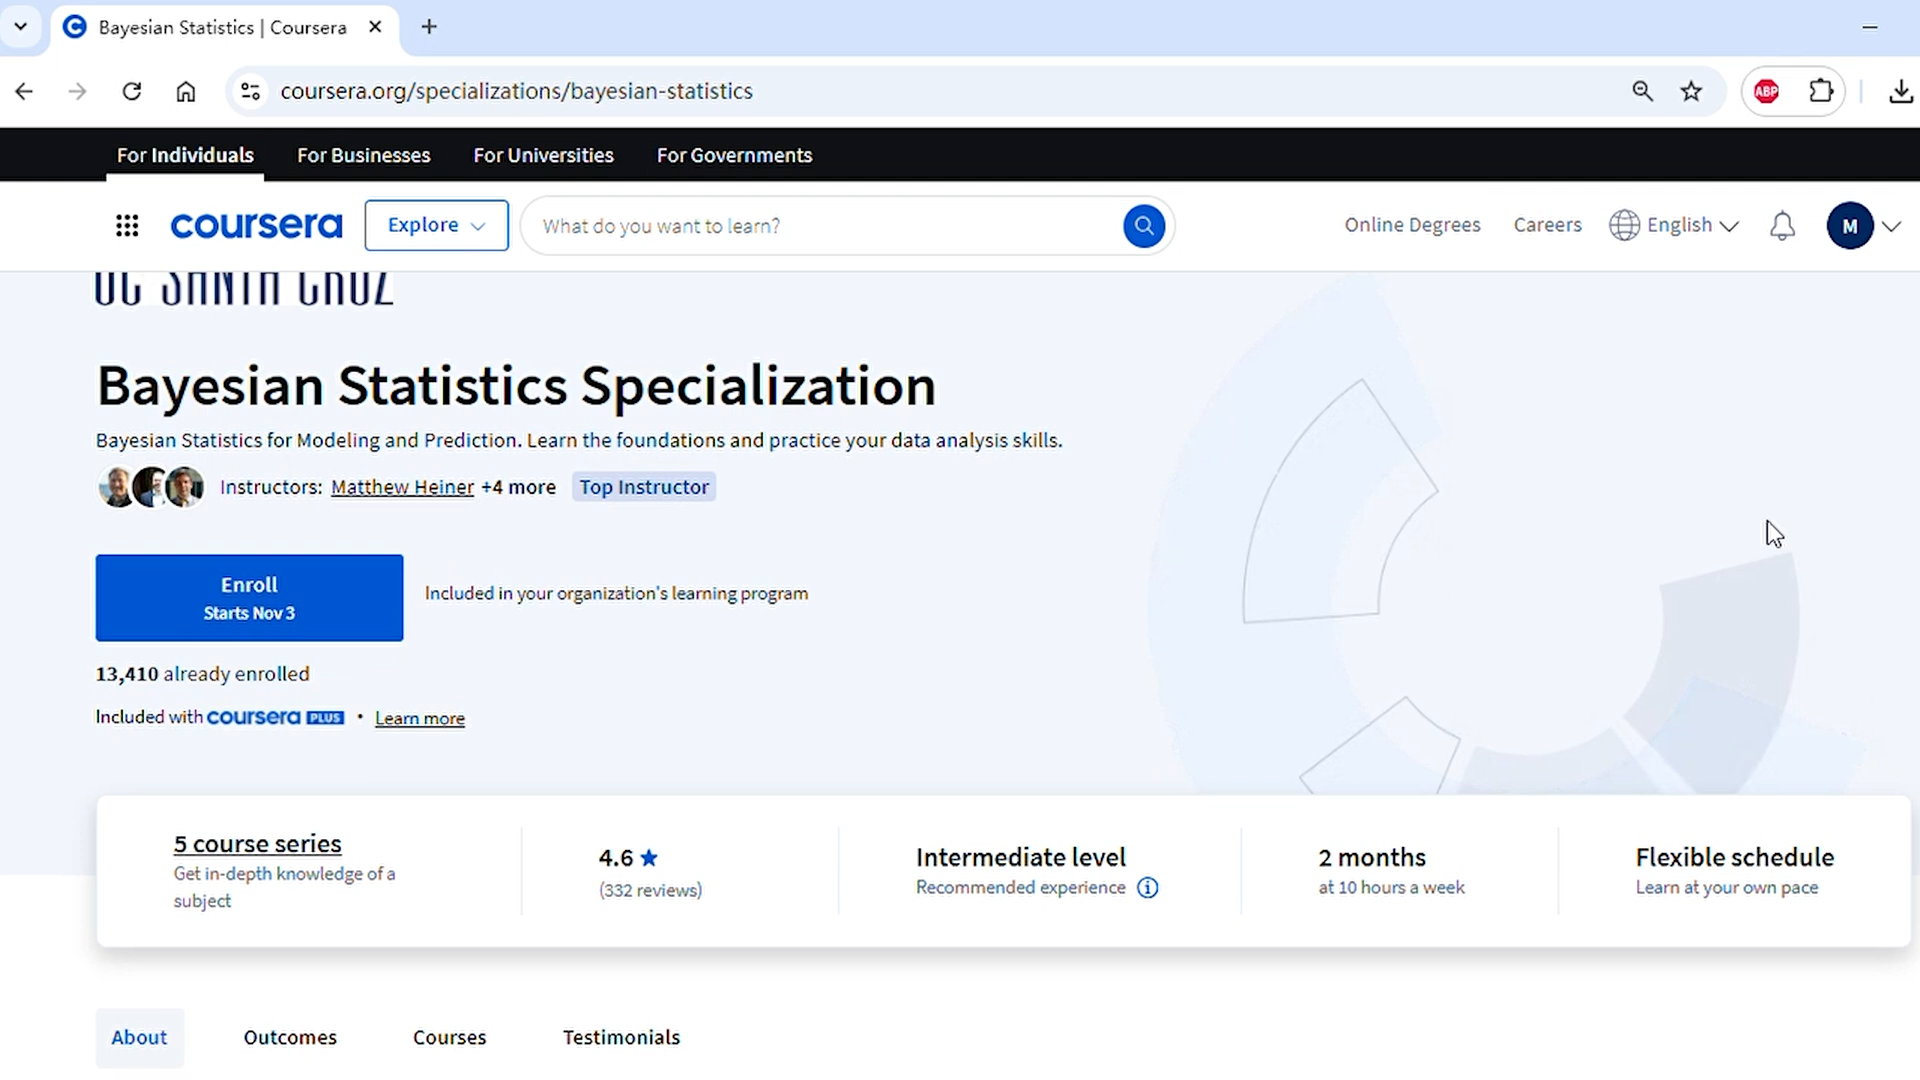 Bayesian Statistics | Coursera
coursera.org/specializations/bayesian-statistics
ABP
For Individuals For Businesses For Universities For Governments
coursera Explore What do you want to learn? Online Degrees Careers English M
UC SANTA CRUZ
Bayesian Statistics Specialization
Bayesian Statistics for Modeling and Prediction. Learn the foundations and practice your data analysis skills.
Instructors: Matthew Heiner +4 more Top Instructor
Enroll
Starts Nov 3
Included in your organization's learning program
13,410 already enrolled
Included with coursera PLUS • Learn more
5 course series
Get in-depth knowledge of a
subject
4.6 ★
(332 reviews)
Intermediate level
Recommended experience
2 months
at 10 hours a week
Flexible schedule
Learn at your own pace
About Outcomes Courses Testimonials